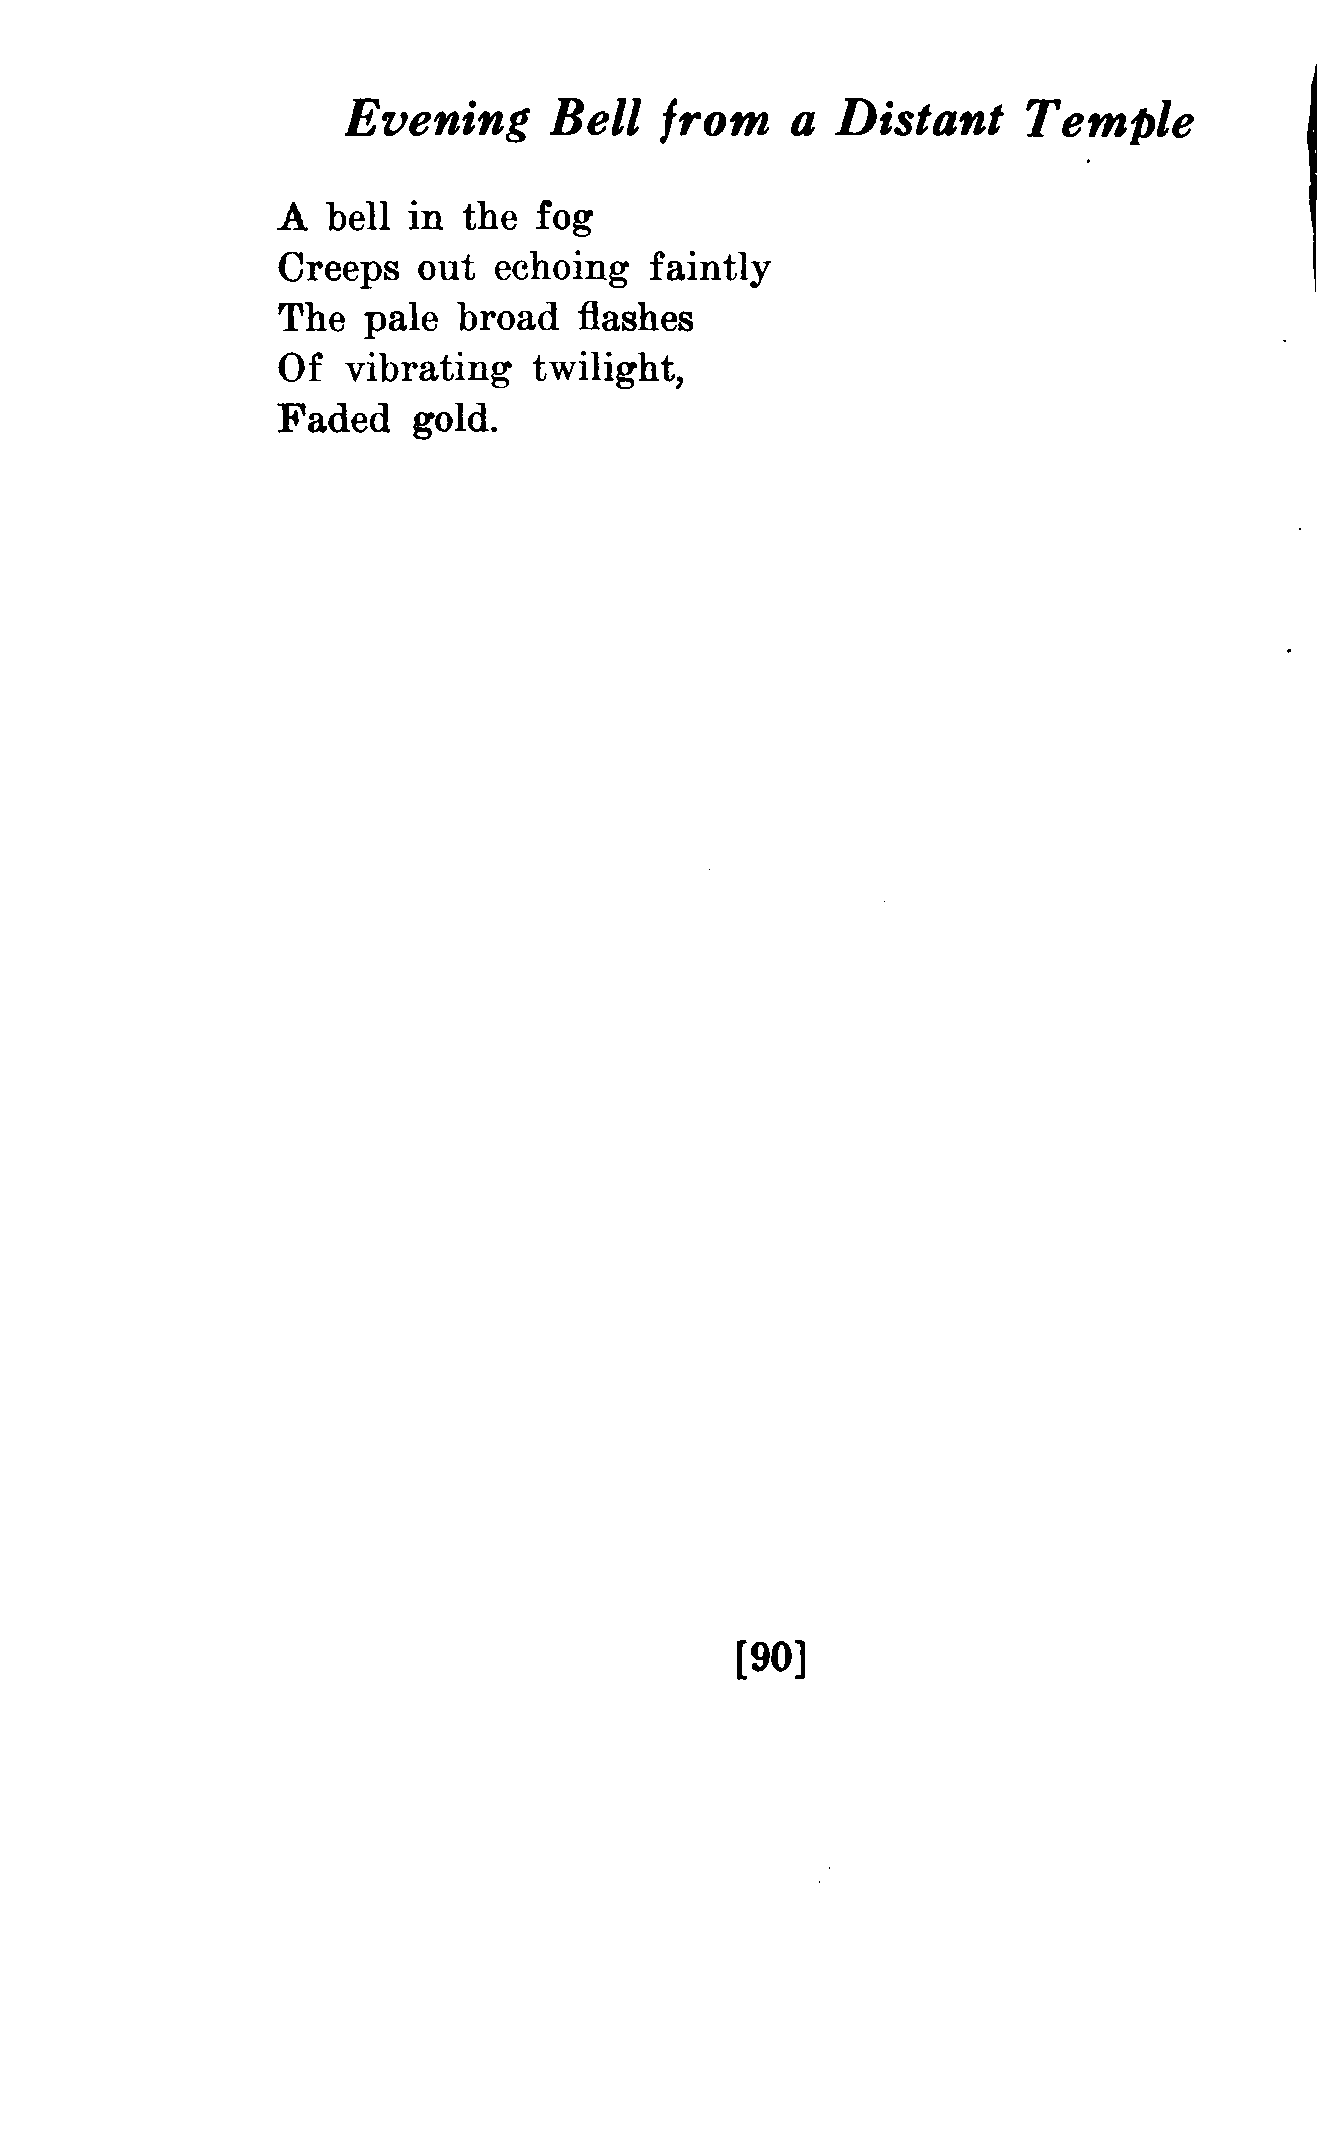 Evening Bell from a Distant Temple
A bell in the fog
Creeps out echoing faintly
The pale broad flashes
Of vibrating twilight,
Faded gold.
[90]